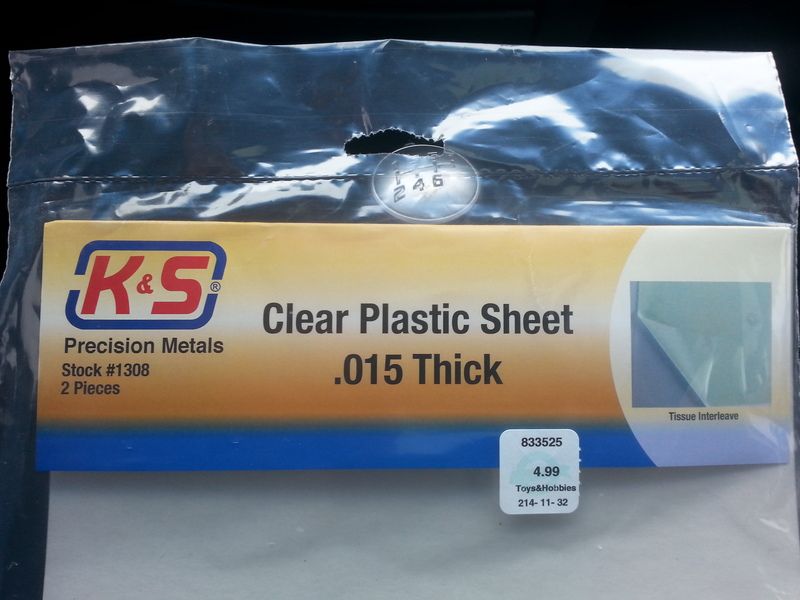 K&S®
Precision Metals
Stock #1308
2 Pieces
Clear Plastic Sheet
.015 Thick
Tissue Interleave
833525
4.99
Toys&Hobbies
214- 11- 32